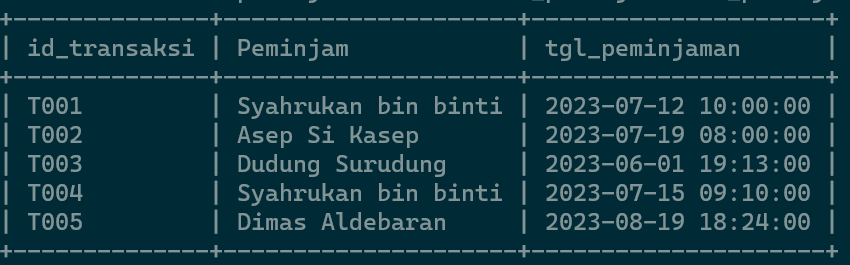 +--------------+----------------------+---------------------+
| id_transaksi | Peminjam             | tgl_peminjaman      |
+--------------+----------------------+---------------------+
| T001         | Syahrukan bin binti  | 2023-07-12 10:00:00 |
| T002         | Asep Si Kasep        | 2023-07-19 08:00:00 |
| T003         | Dudung Surudung      | 2023-06-01 19:13:00 |
| T004         | Syahrukan bin binti  | 2023-07-15 09:10:00 |
| T005         | Dimas Aldebaran      | 2023-08-19 18:24:00 |
+--------------+----------------------+---------------------+